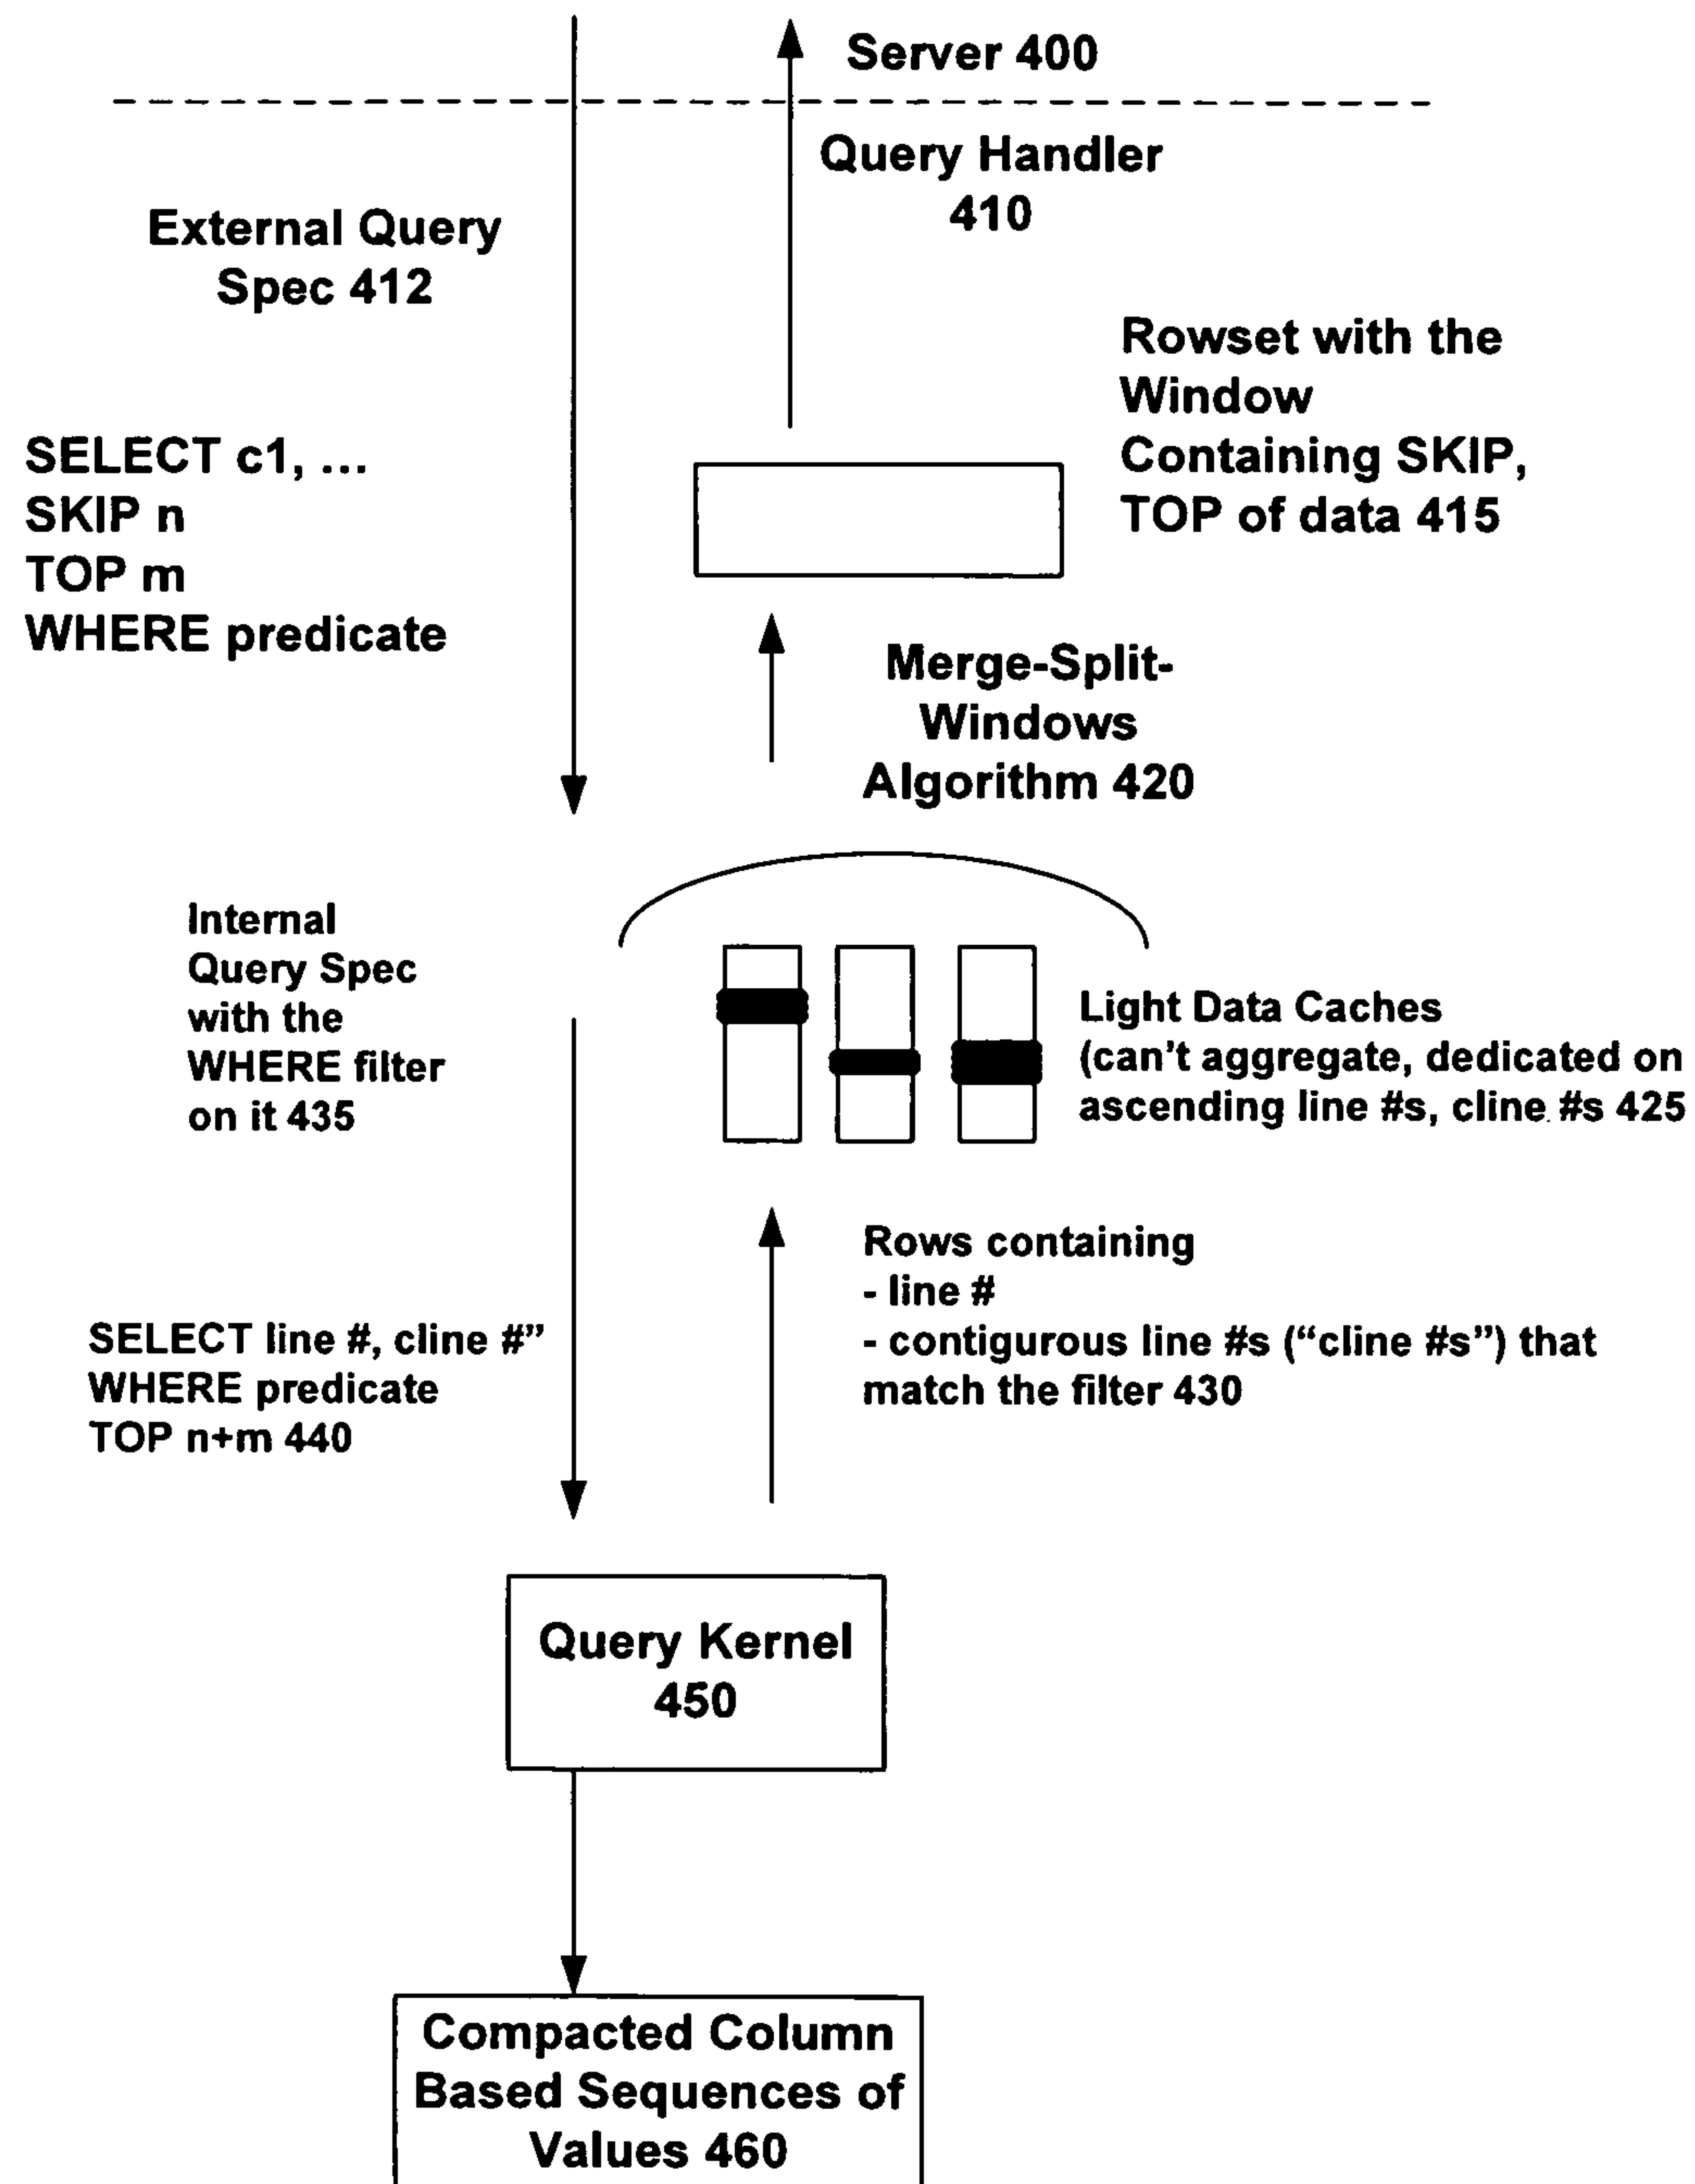 Server 400
Query Handler
410
External Query
Spec 412
Rowset with the
Window
Containing SKIP,
TOP of data 415
SELECT c1, ...
SKIP n
TOP m
WHERE predicate
Merge-Split-
Windows
Algorithm 420
Internal
Query Spec
with the
WHERE filter
on it 435
Light Data Caches
(can't aggregate, dedicated on
ascending line #s, cline #s 425
Rows containing
- line #
- contigurous line #s (“cline #s”) that
match the filter 430
SELECT line #, cline #”
WHERE predicate
TOP n+m 440
Query Kernel
450
Compacted Column
Based Sequences of
Values 460